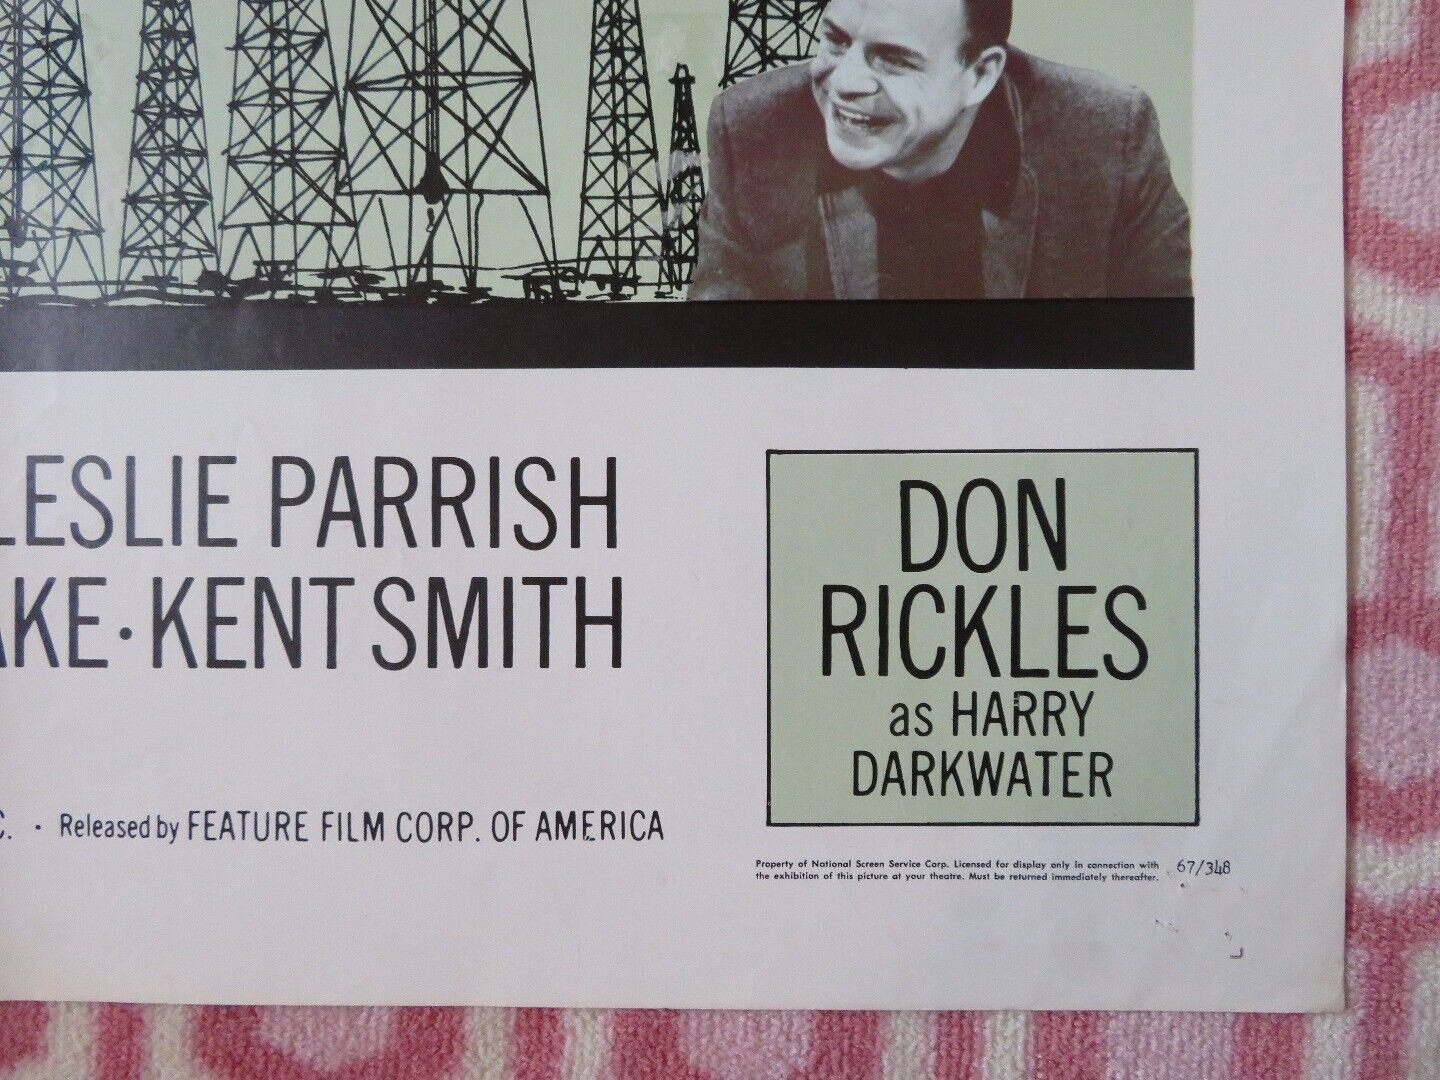 LESLIE PARRISH
AKE · KENT SMITH
C. · Released by FEATURE FILM CORP. OF AMERICA
DON
RICKLES
as HARRY
DARKWATER
Property of National Screen Service Corp. Licensed for display only in connection with
the exhibition of this picture at your theatre. Must be returned immediately thereafter.
67/348